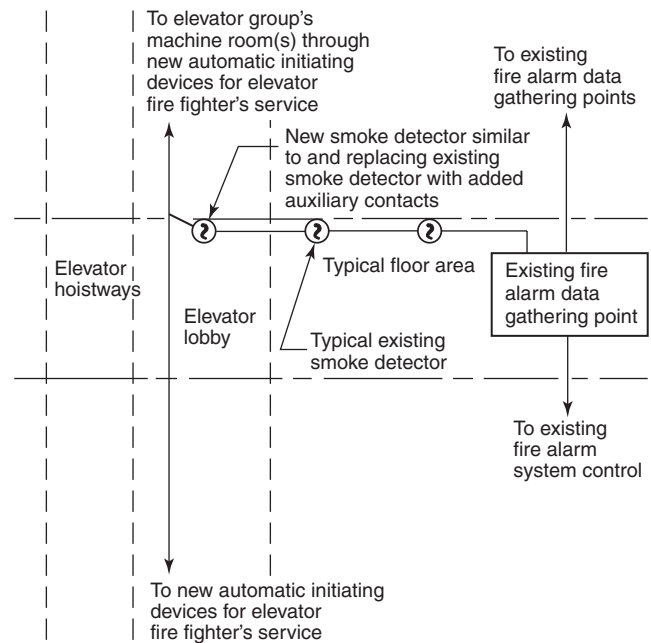 To elevator group's
machine room(s) through
new automatic initiating
devices for elevator
fire fighter's service
To existing
fire alarm data
gathering points
New smoke detector similar
to and replacing existing
smoke detector with added
auxiliary contacts
Elevator
hoistways
Elevator
lobby
Typical floor area
Existing fire
alarm data
gathering point
Typical existing
smoke detector
To existing
fire alarm
system control
To new automatic initiating
devices for elevator
fire fighter's service